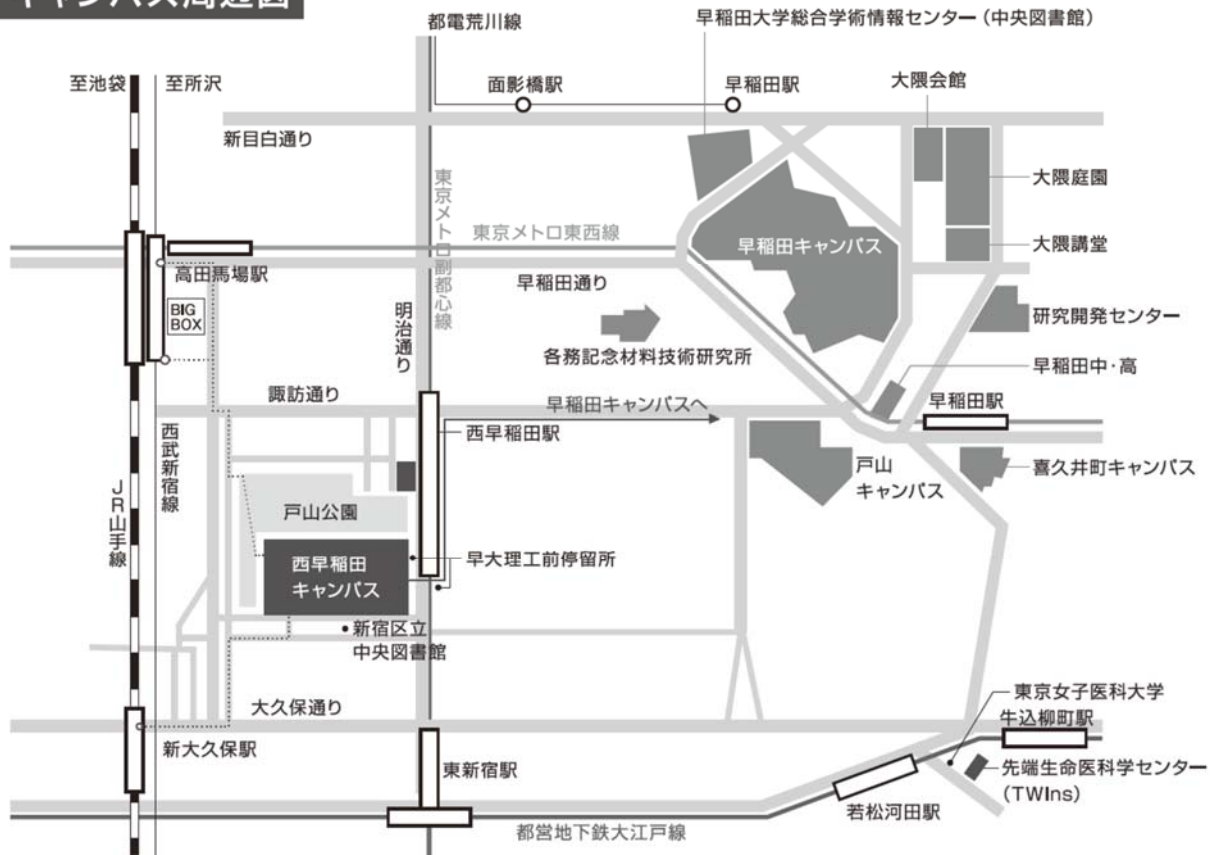 キャンパス周辺図
都電荒川線
早稲田大学総合学術情報センター（中央図書館）
至池袋
至所沢
面影橋駅
早稲田駅
大隈会館
新目白通り
東京メトロ副都心線
大隈庭園
東京メトロ東西線
早稲田キャンパス
大隈講堂
高田馬場駅
早稲田通り
BIG
BOX
明治通り
研究開発センター
各務記念材料技術研究所
早稲田中・高
諏訪通り
早稲田キャンパスへ
早稲田駅
西武新宿線
西早稲田駅
戸山
キャンパス
喜久井町キャンパス
JR山手線
戸山公園
西早稲田
キャンパス
早大理工前停留所
新宿区立
中央図書館
大久保通り
東京女子医科大学
牛込柳町駅
新大久保駅
東新宿駅
先端生命医科学センター
（TWIns）
若松河田駅
都営地下鉄大江戸線